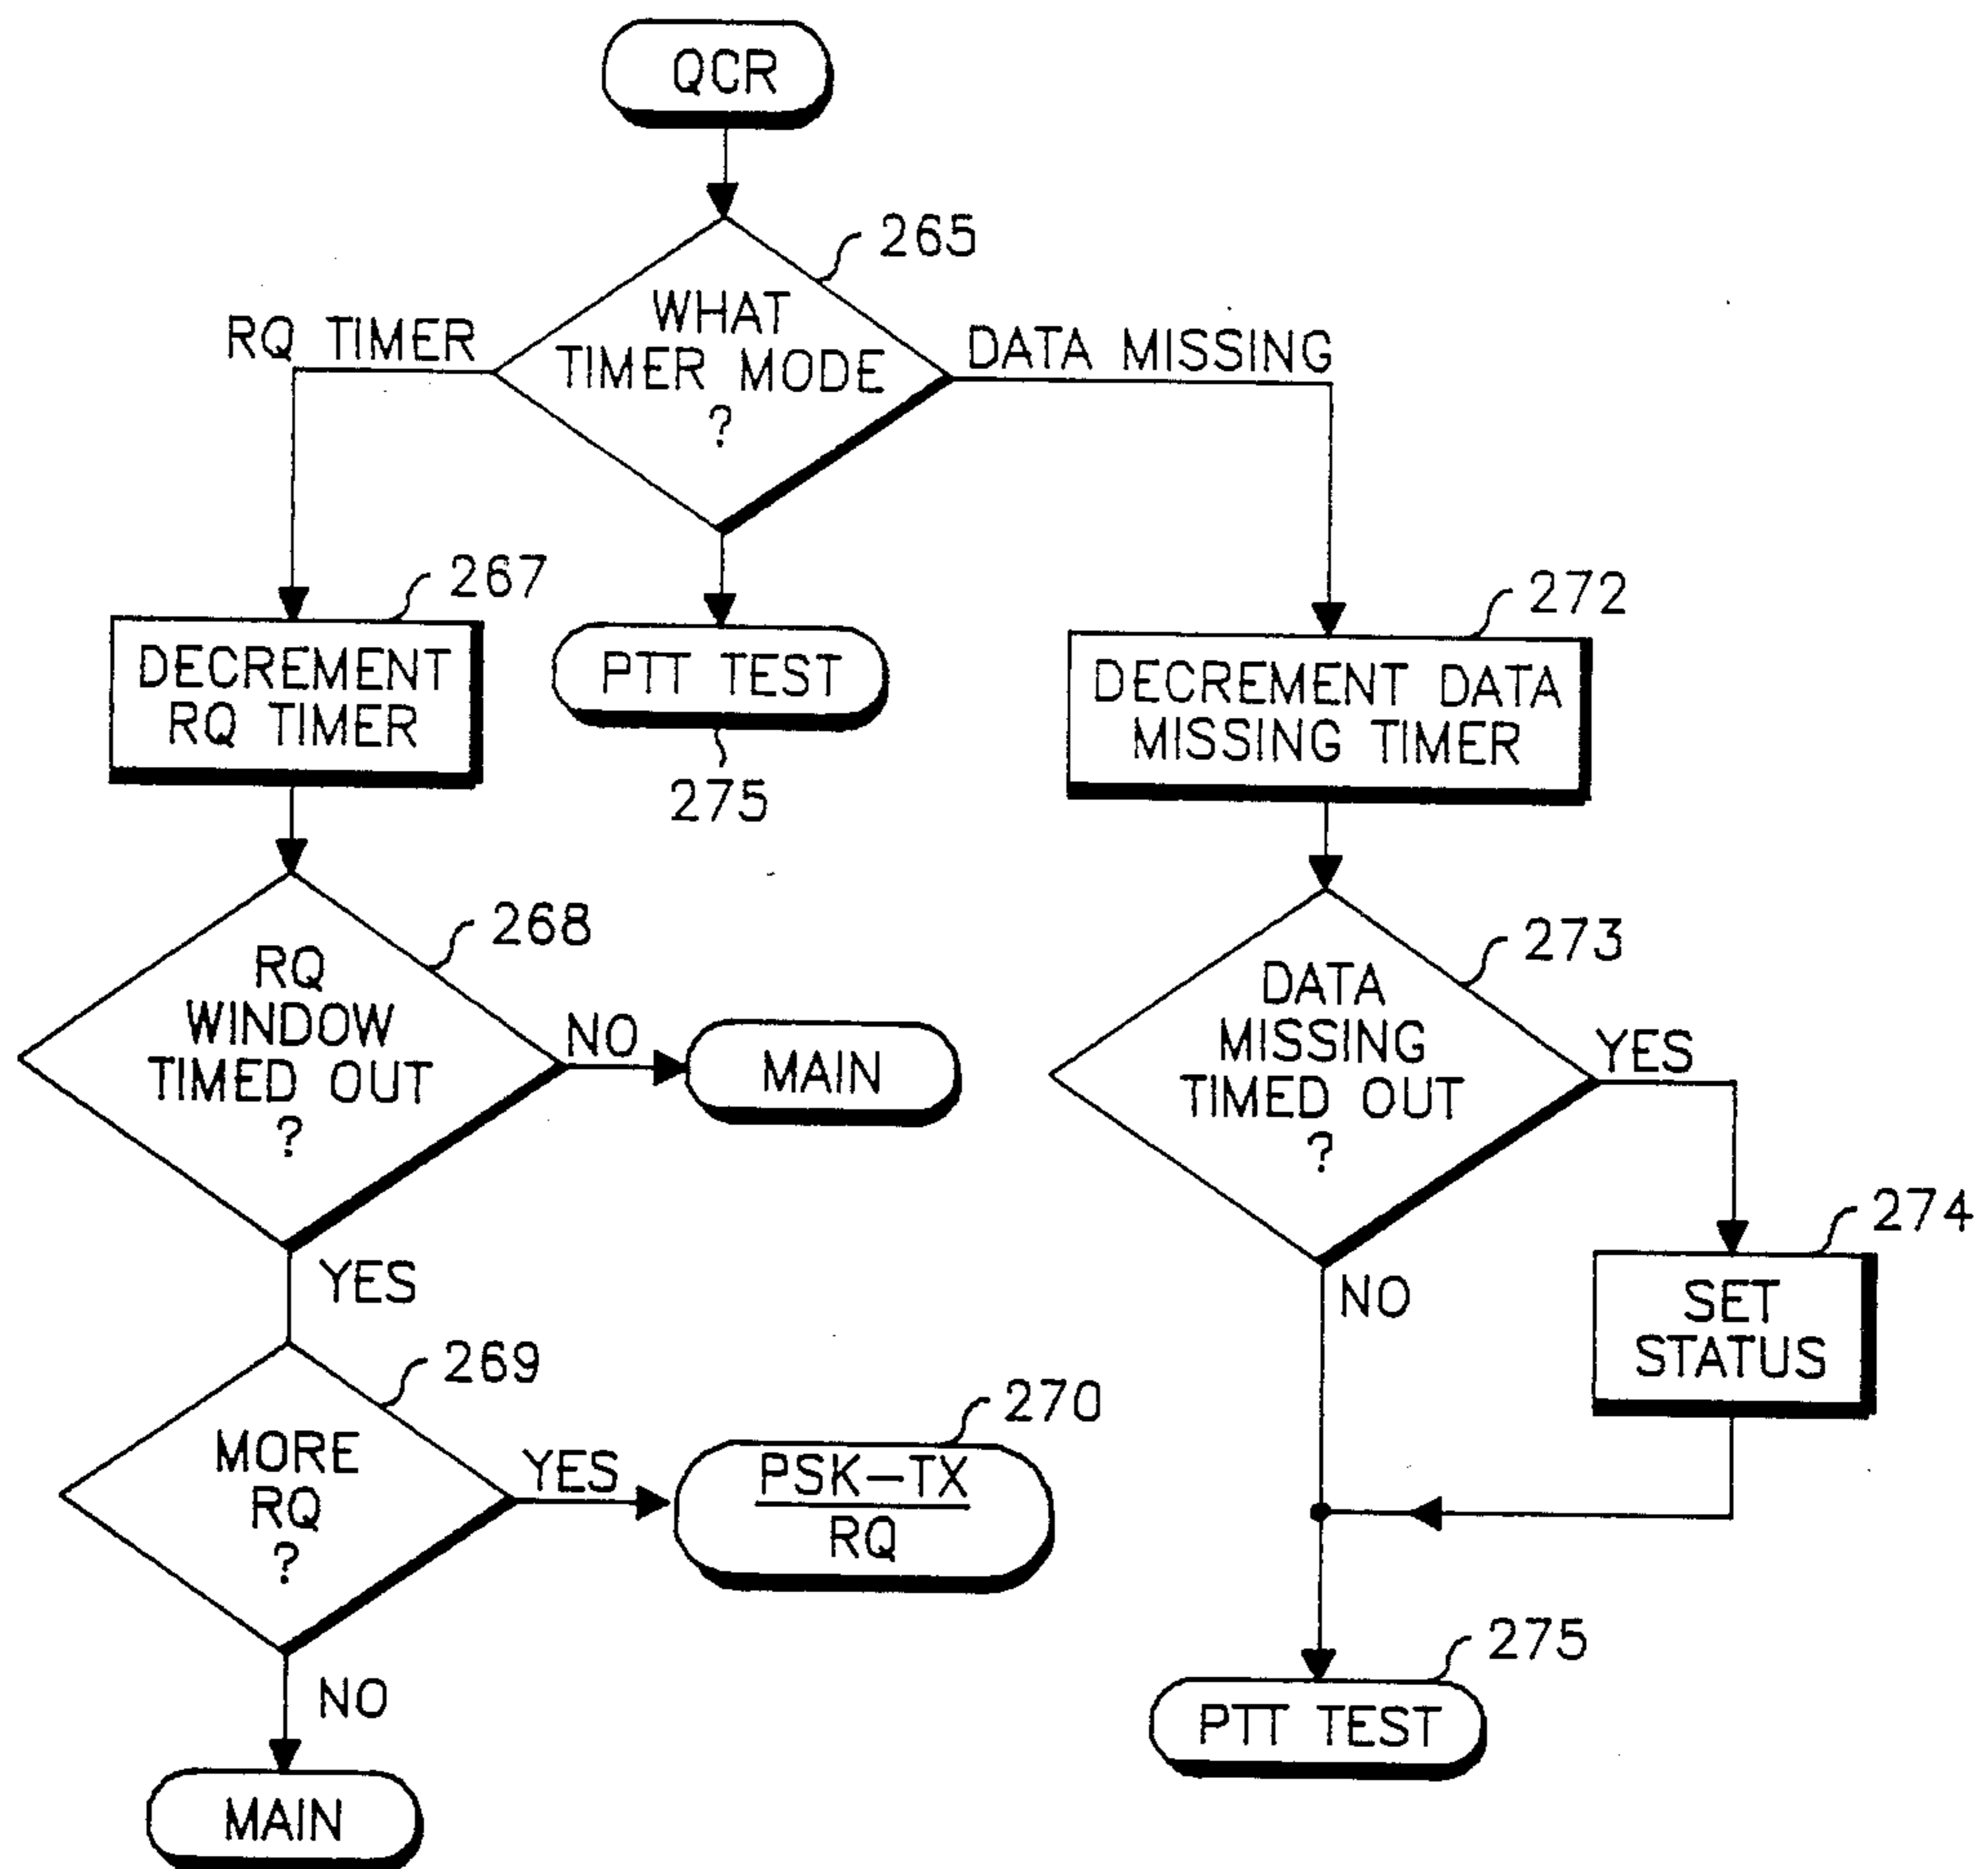 QCR
265
WHAT
TIMER MODE
?
RQ TIMER
DATA MISSING
267
DECREMENT
RQ TIMER
PTT TEST
275
272
DECREMENT DATA
MISSING TIMER
268
RQ
WINDOW
TIMED OUT
?
NO
MAIN
YES
273
DATA
MISSING
TIMED OUT
?
YES
274
SET
STATUS
NO
269
MORE
RQ
?
YES
270
PSK-TX
RQ
NO
MAIN
275
PTT TEST